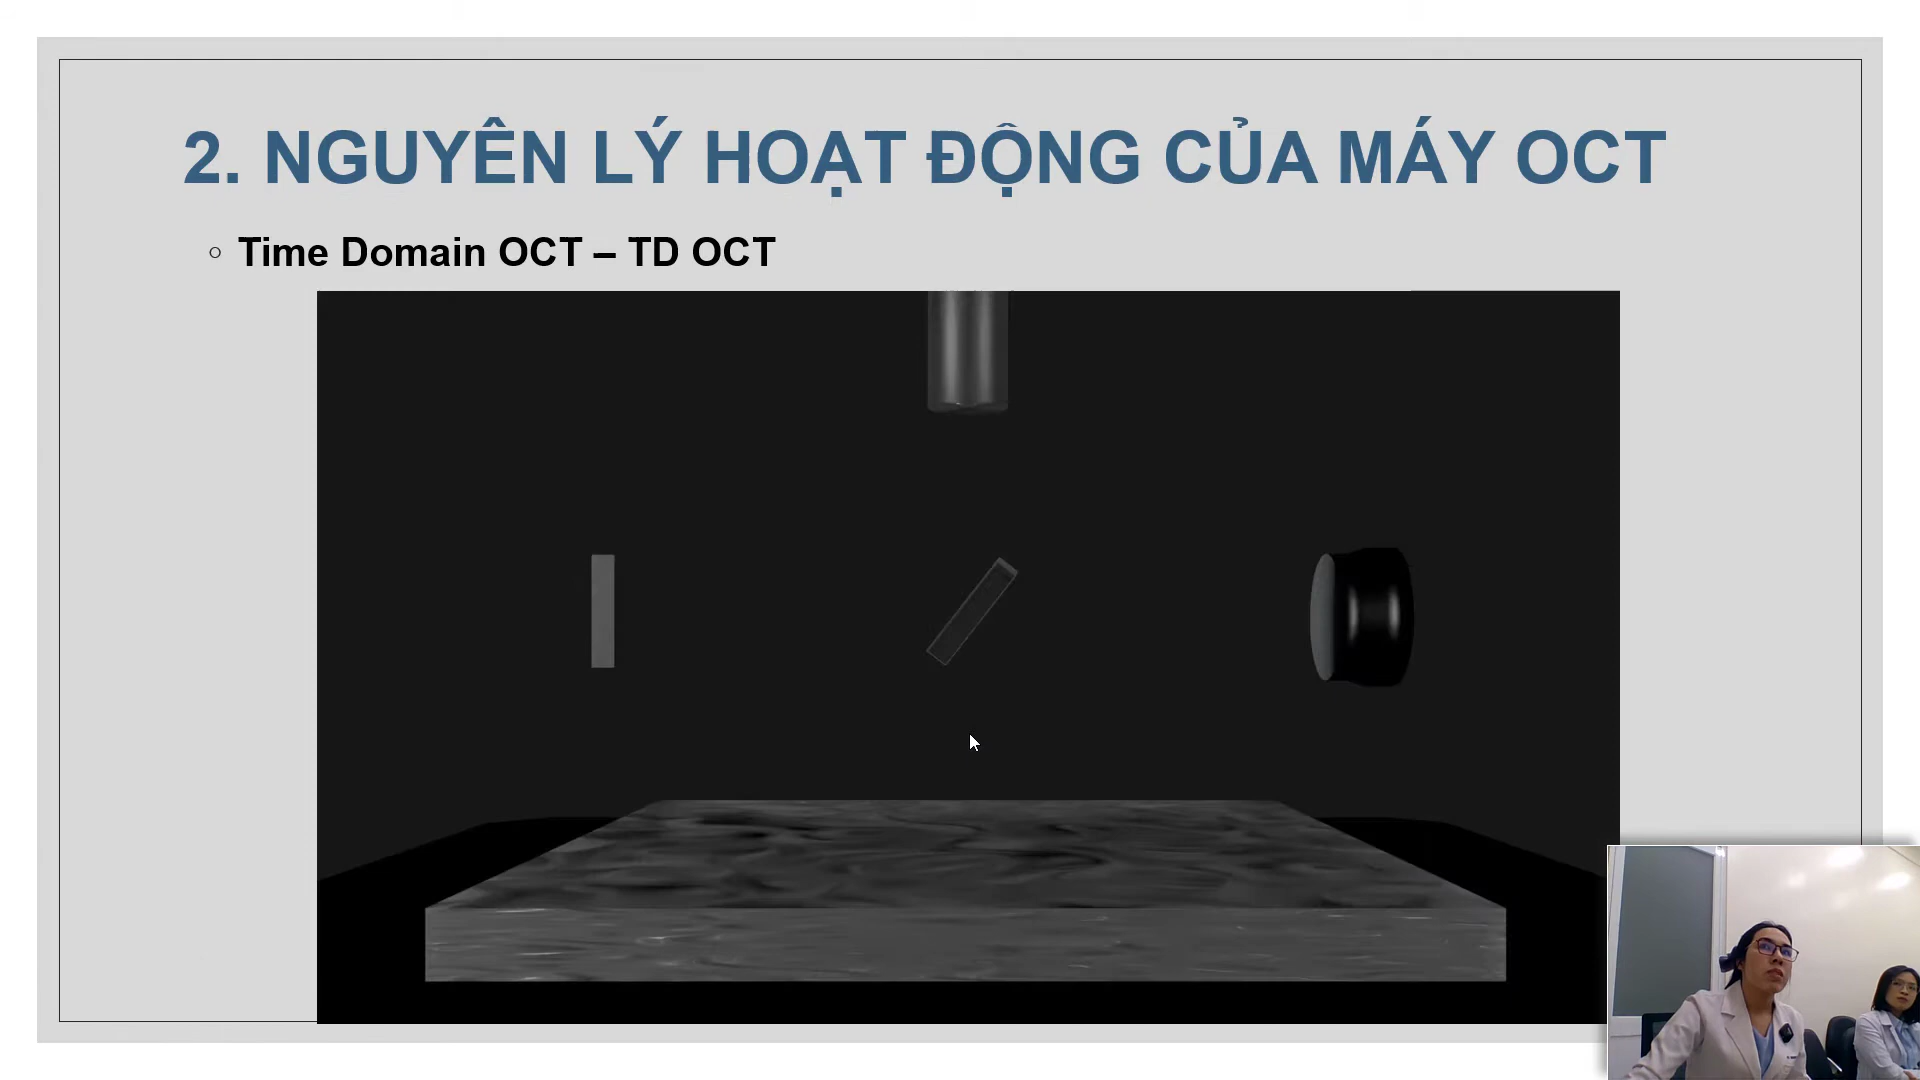 2. NGUYÊN LÝ HOẠT ĐỘNG CỦA MÁY OCT
Time Domain OCT – TD OCT